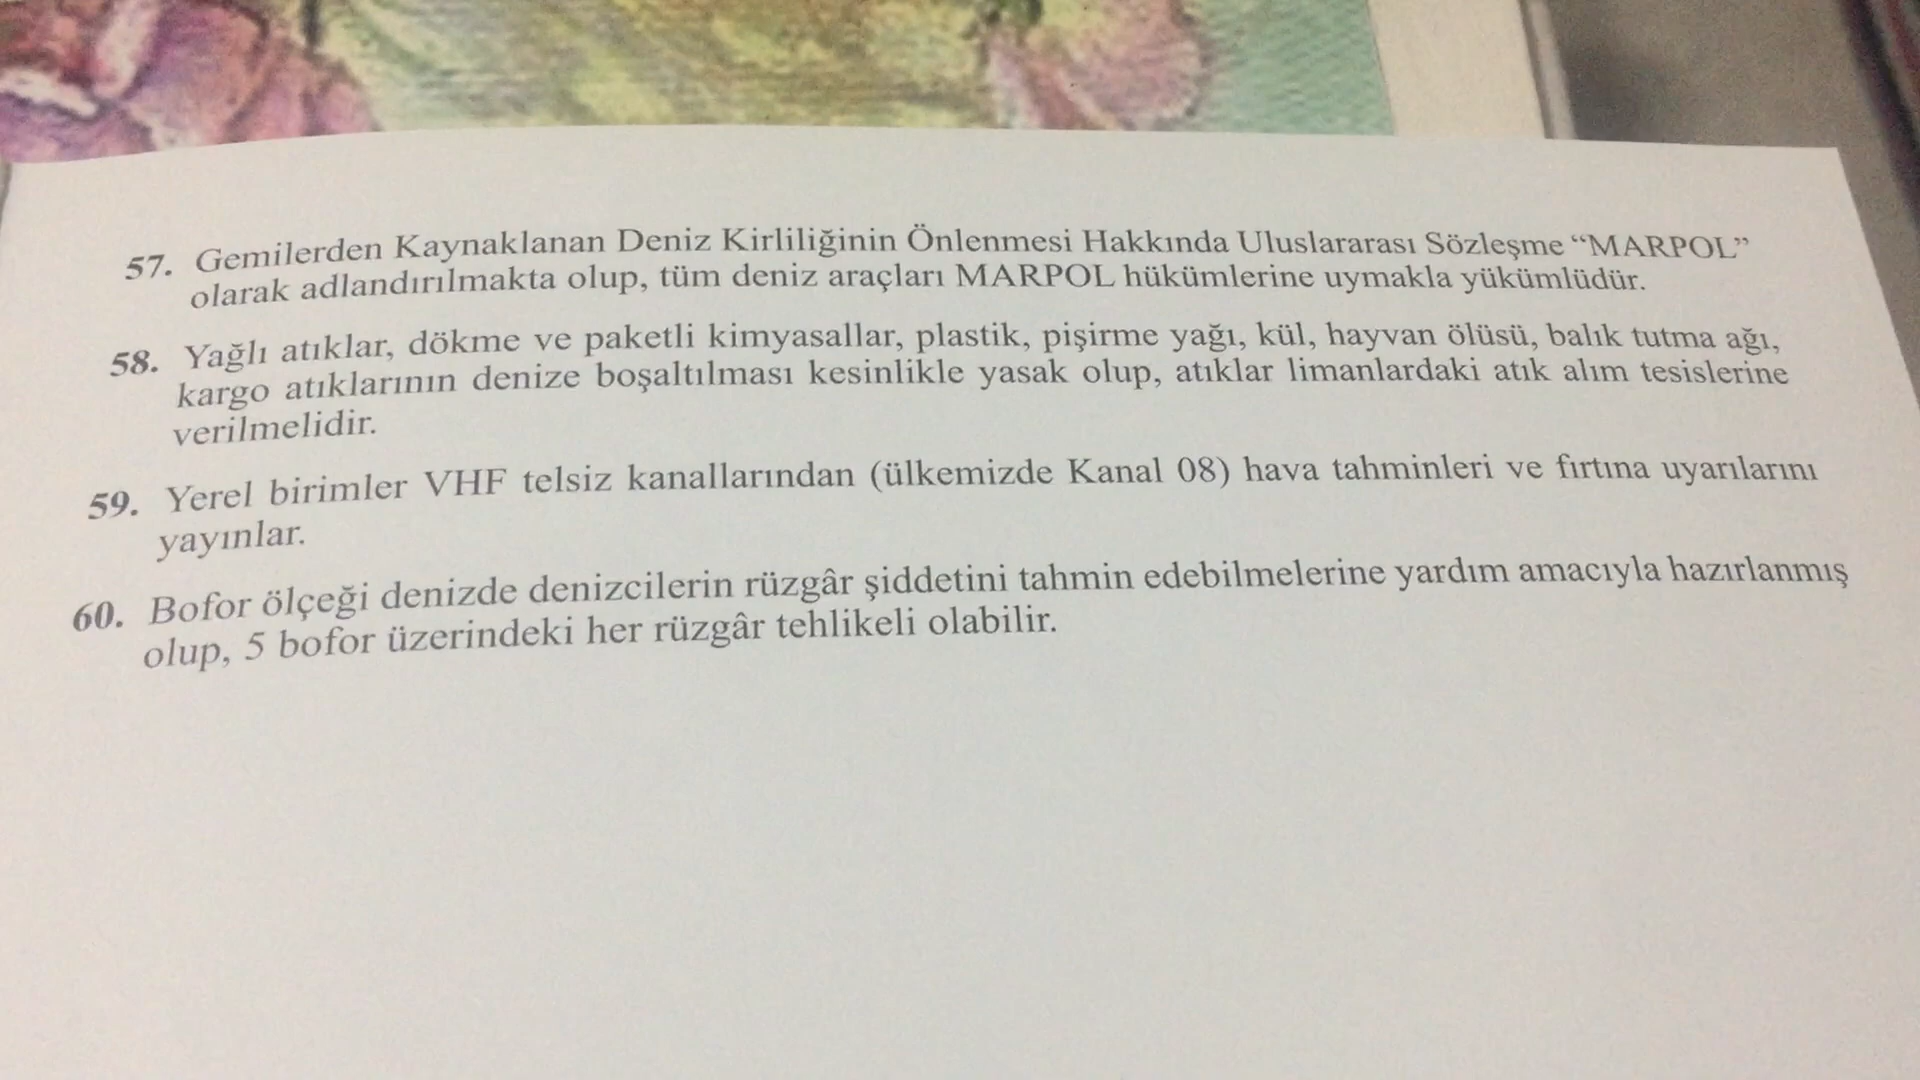 57. Gemilerden Kaynaklanan Deniz Kirliliğinin Önlenmesi Hakkında Uluslararası Sözleşme “MARPOL”
olarak adlandırılmakta olup, tüm deniz araçları MARPOL hükümlerine uymakla yükümlüdür.
58. Yağlı atıklar, dökme ve paketli kimyasallar, plastik, pişirme yağı, kül, hayvan ölüsü, balık tutma ağı,
kargo atıklarının denize boşaltılması kesinlikle yasak olup, atıklar limanlardaki atık alım tesislerine
verilmelidir.
59. Yerel birimler VHF telsiz kanallarından (ülkemizde Kanal 08) hava tahminleri ve fırtına uyarılarını
yayınlar.
60. Bofor ölçeği denizde denizcilerin rüzgâr şiddetini tahmin edebilmelerine yardım amacıyla hazırlanmış
olup, 5 bofor üzerindeki her rüzgâr tehlikeli olabilir.